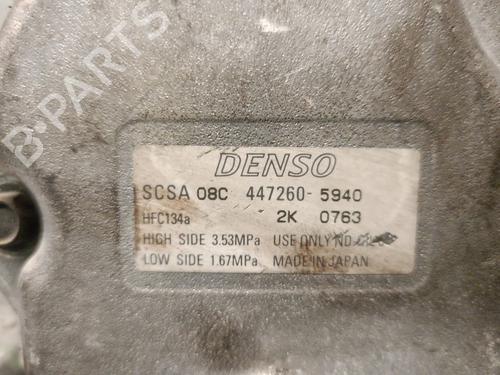 B-PARTS
DENSO
SCSA 08C 447260-5940
HFC134a 2K 0763
HIGH SIDE 3.53MPa USE ONLY ND
LOW SIDE 1.67MPa MADE IN JAPAN